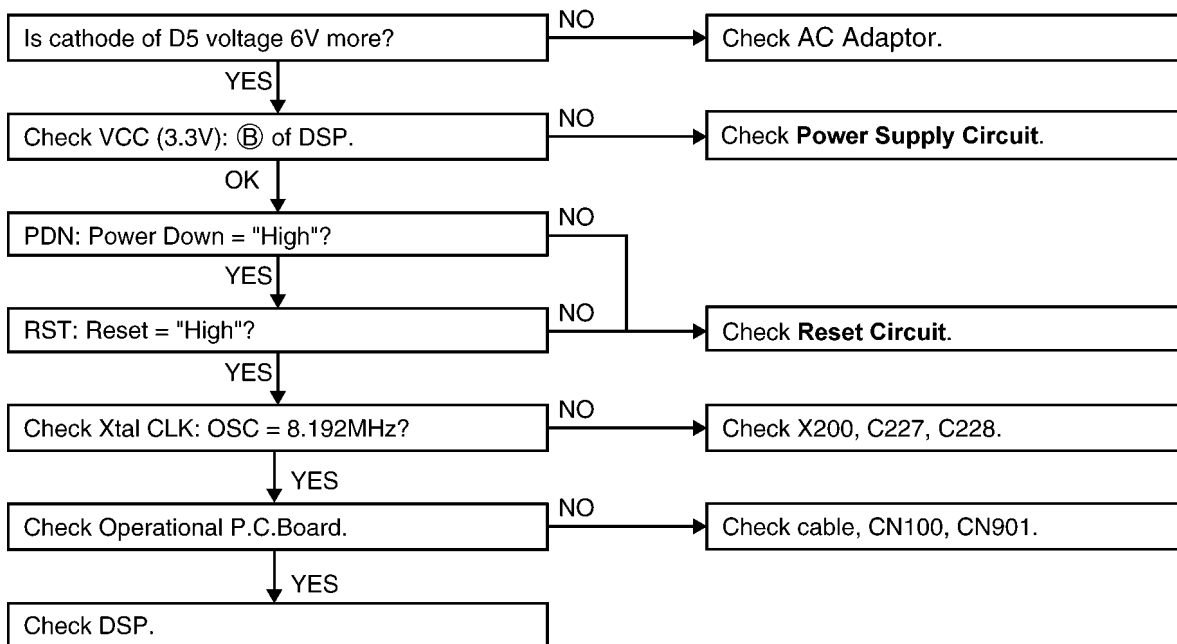 Is cathode of D5 voltage 6V more?
NO
Check AC Adaptor.
YES
Check VCC (3.3V): Ⓑ of DSP.
NO
Check Power Supply Circuit.
OK
PDN: Power Down = "High"?
NO
YES
RST: Reset = "High"?
NO
Check Reset Circuit.
YES
Check Xtal CLK: OSC = 8.192MHz?
NO
Check X200, C227, C228.
YES
Check Operational P.C.Board.
NO
Check cable, CN100, CN901.
YES
Check DSP.